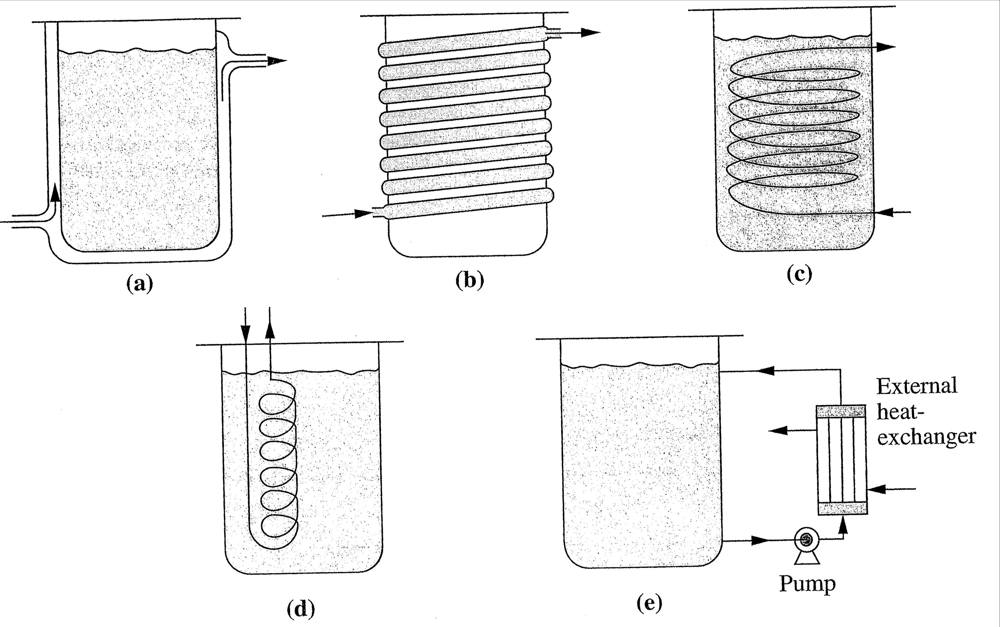 (a)
(b)
(c)
External
heat-
exchanger
Pump
(d)
(e)